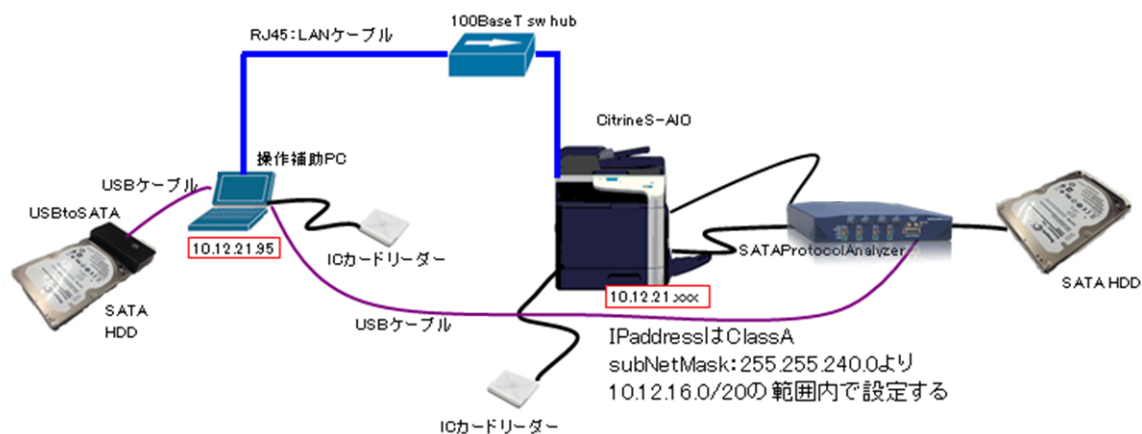 100BaseT sw hub
RJ45:LANケーブル
CitrineS-AIO
操作補助PC
USBケーブル
USBtoSATA
10.12.21.95
ICカードリーダー
SATAProtocolAnalyzer
SATA HDD
SATA
HDD
10.12.21.xxx
USBケーブル
IPaddressはClassA
subNetMask:255.255.240.0より
10.12.16.0/20の範囲内で設定する
ICカードリーダー